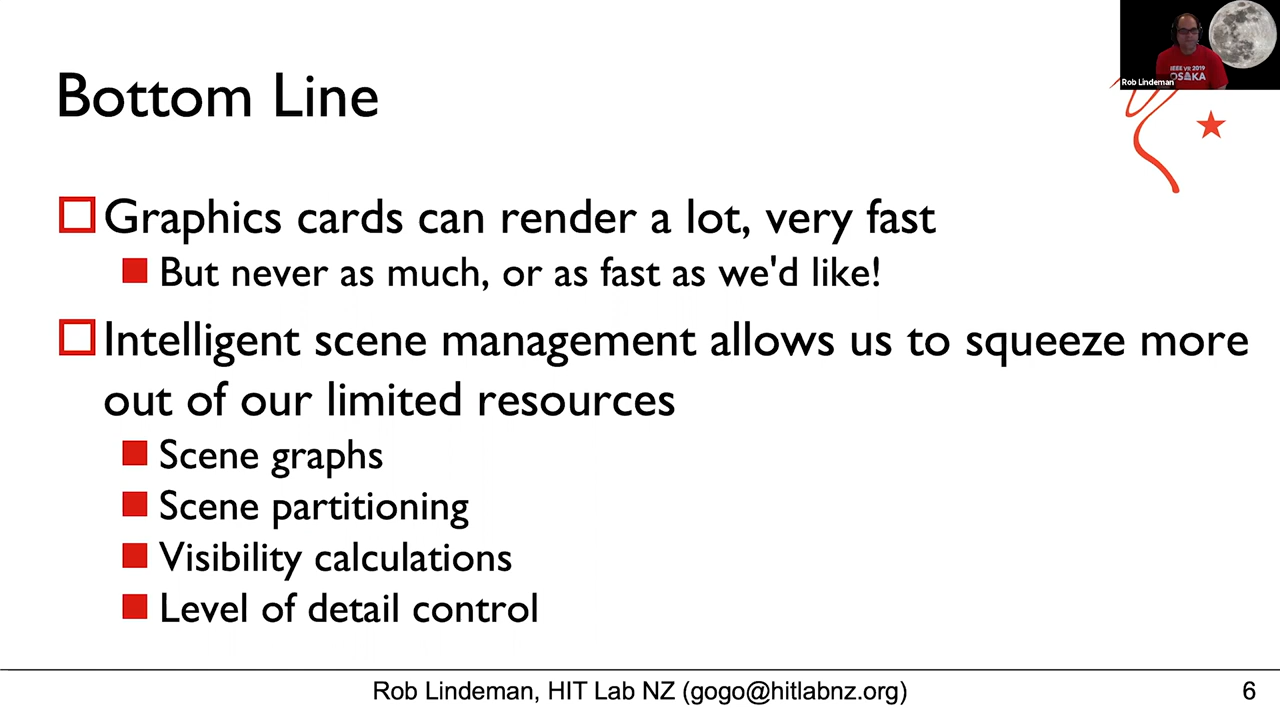 Bottom Line
IEEE VR 2019
OSAKA
Rob Lindeman
Graphics cards can render a lot, very fast
But never as much, or as fast as we'd like!
Intelligent scene management allows us to squeeze more
out of our limited resources
Scene graphs
Scene partitioning
Visibility calculations
Level of detail control
Rob Lindeman, HIT Lab NZ (gogo@hitlabnz.org)
6